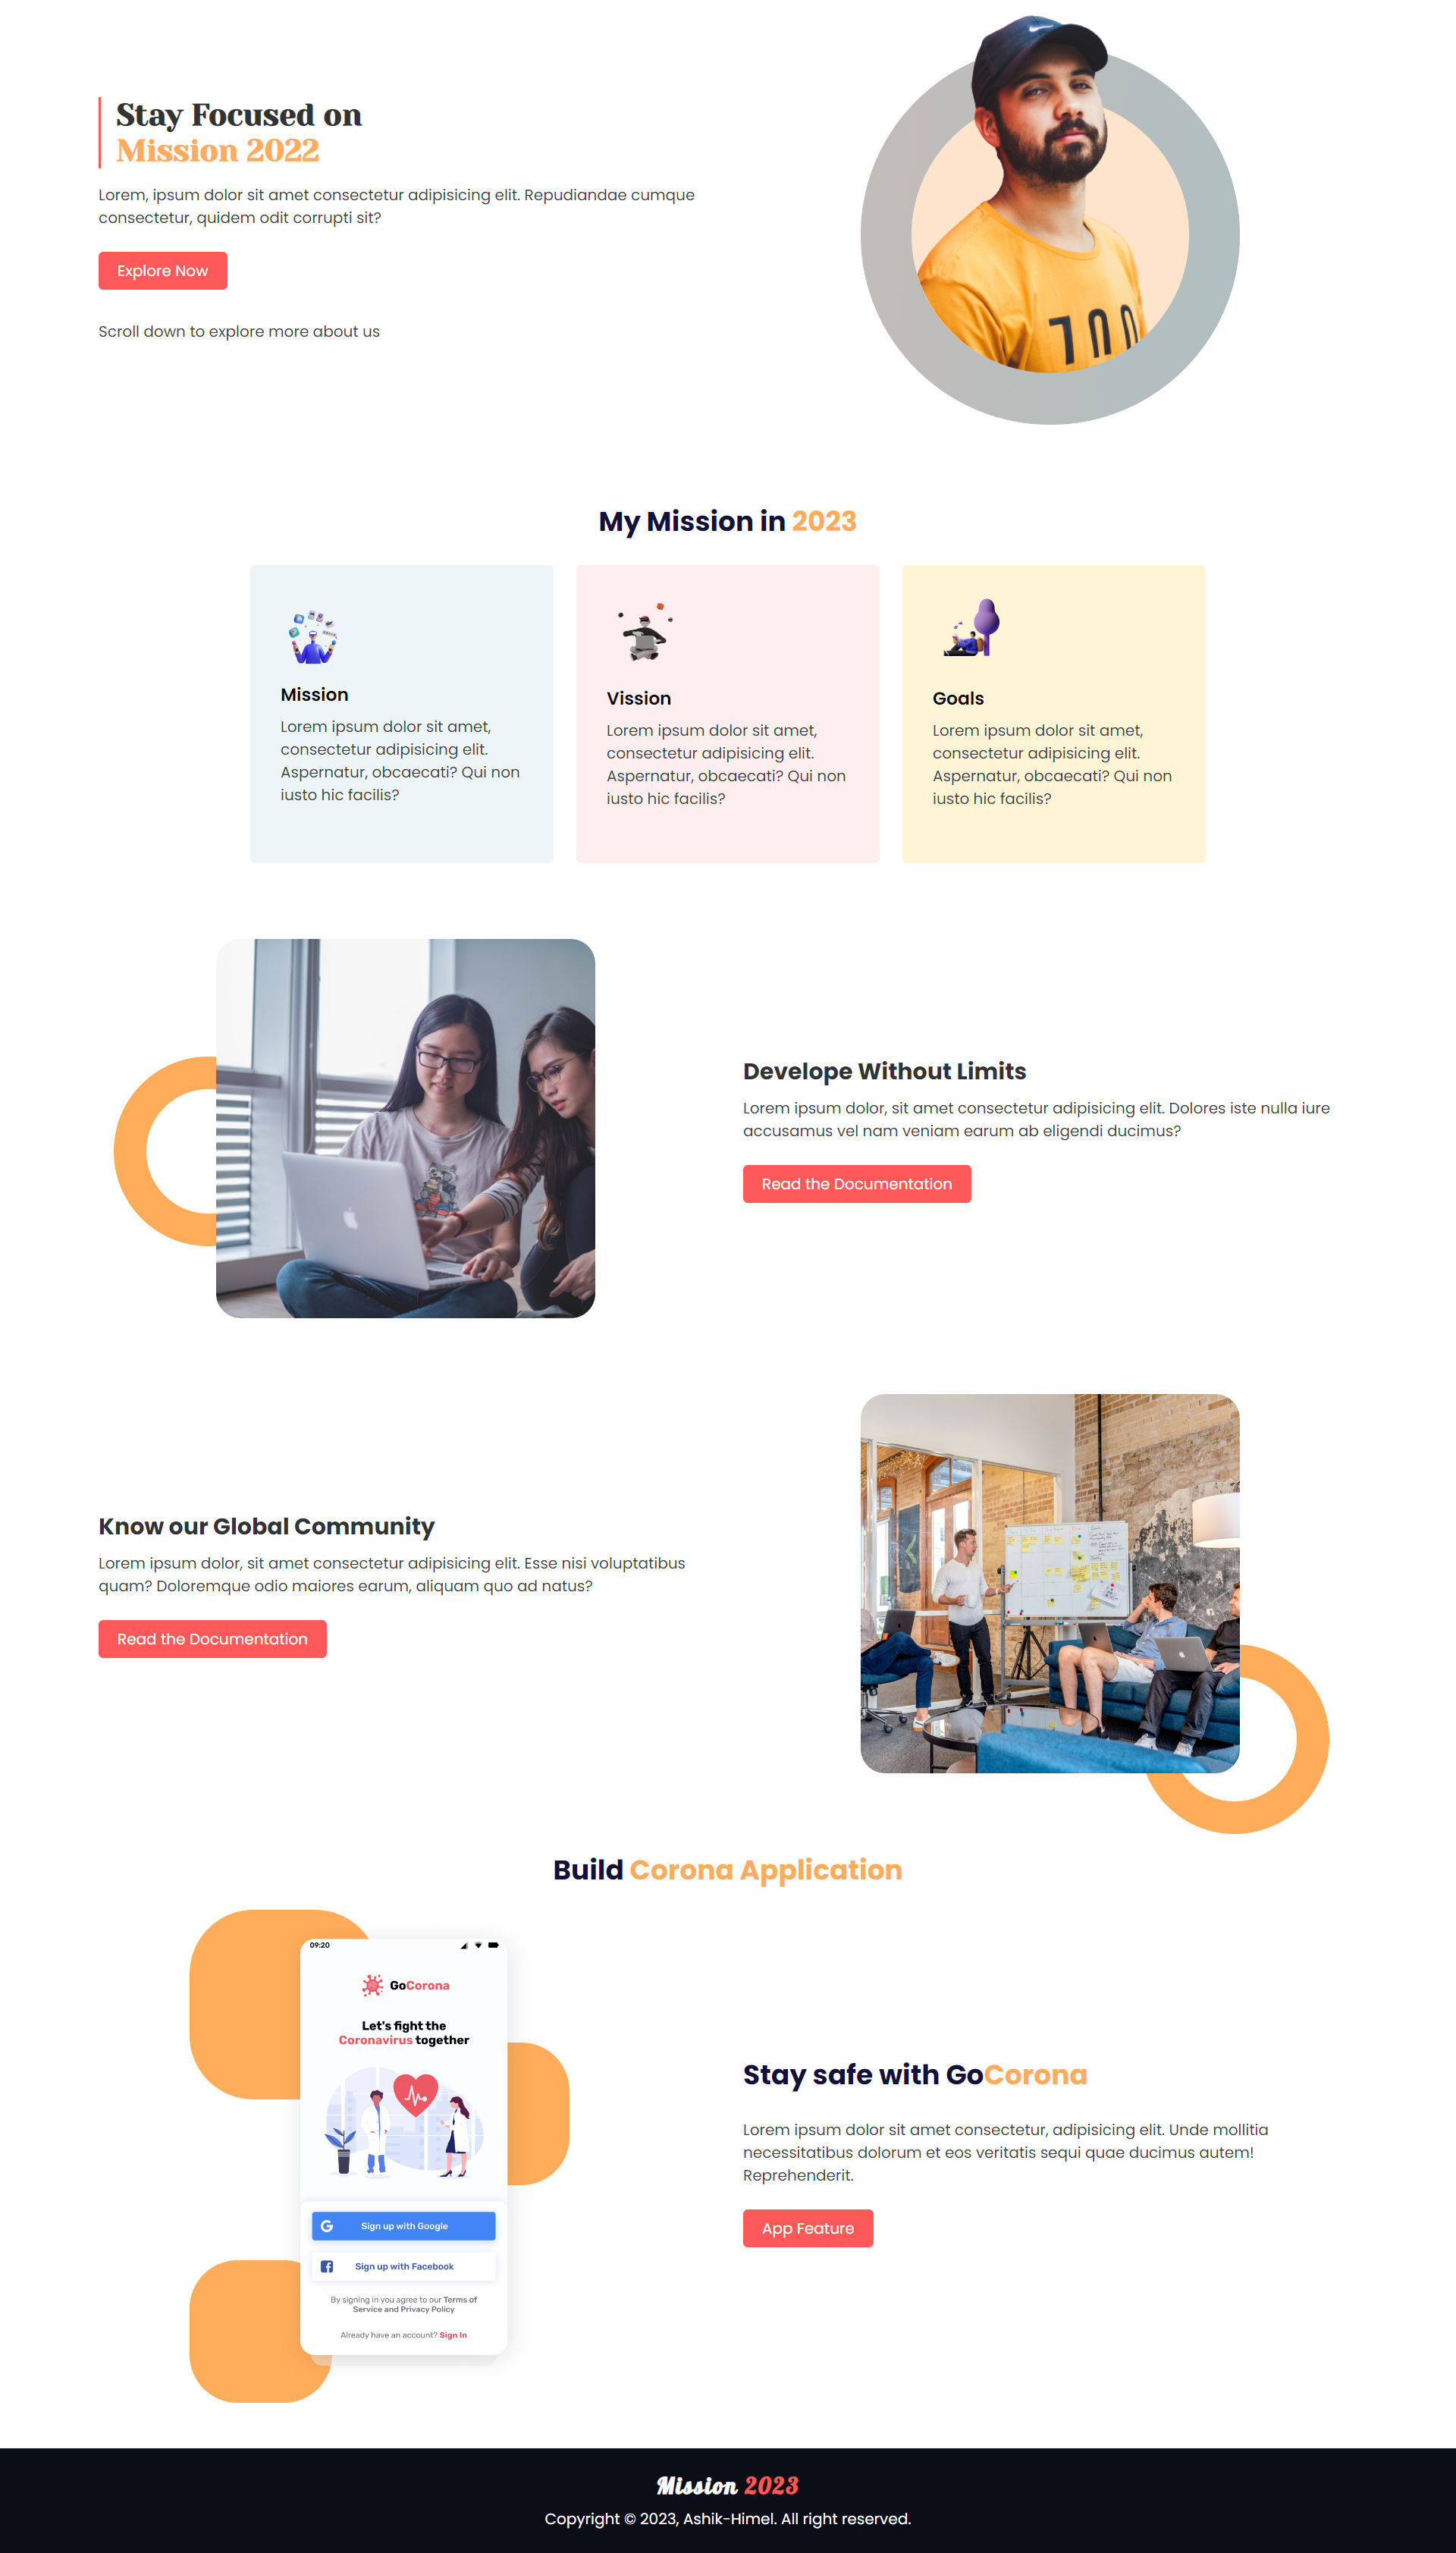 Stay Focused on
Mission 2022
Lorem, ipsum dolor sit amet consectetur adipisicing elit. Repudiandae cumque
consectetur, quidem odit corrupti sit?
Explore Now
Scroll down to explore more about us
My Mission in 2023
Mission
Lorem ipsum dolor sit amet,
consectetur adipisicing elit.
Aspernatur, obcaecati? Qui non
iusto hic facilis?
Vission
Lorem ipsum dolor sit amet,
consectetur adipisicing elit.
Aspernatur, obcaecati? Qui non
iusto hic facilis?
Goals
Lorem ipsum dolor sit amet,
consectetur adipisicing elit.
Aspernatur, obcaecati? Qui non
iusto hic facilis?
Develope Without Limits
Lorem ipsum dolor, sit amet consectetur adipisicing elit. Dolores iste nulla iure
accusamus vel nam veniam earum ab eligendi ducimus?
Read the Documentation
Know our Global Community
Lorem ipsum dolor, sit amet consectetur adipisicing elit. Esse nisi voluptatibus
quam? Doloremque odio maiores earum, aliquam quo ad natus?
Read the Documentation
Build Corona Application
09:20
GoCorona
Let's fight the
Coronavirus together
Sign up with Google
Sign up with Facebook
By signing in you agree to our Terms of
Service and Privacy Policy
Already have an account? Sign In
Stay safe with GoCorona
Lorem ipsum dolor sit amet consectetur, adipisicing elit. Unde mollitia
necessitatibus dolorum et eos veritatis sequi quae ducimus autem!
Reprehenderit.
App Feature
Mission 2023
Copyright © 2023, Ashik-Himel. All right reserved.